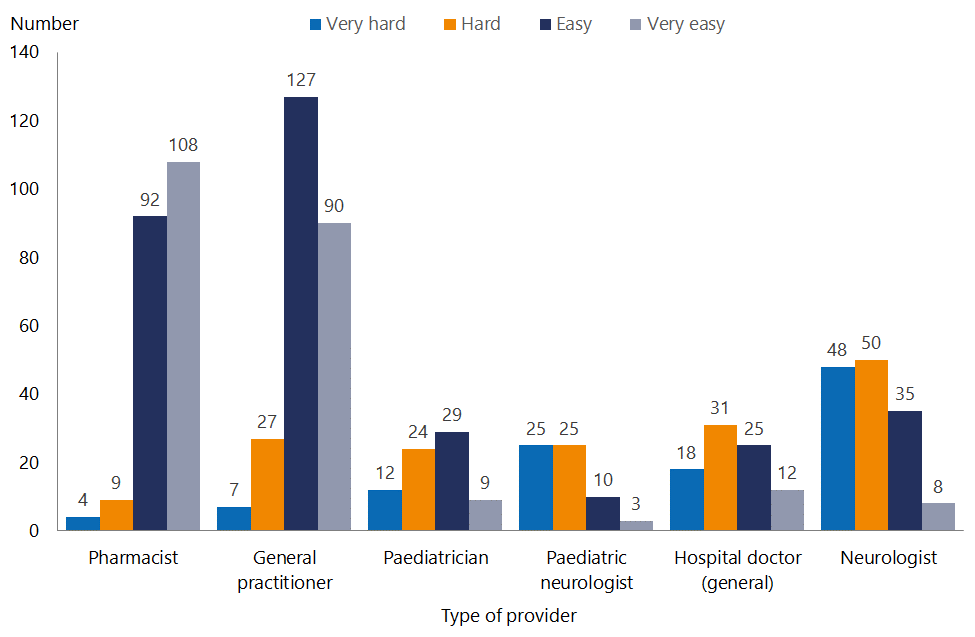 Number
Very hard Hard Easy Very easy
140
120
100
80
60
40
20
0
4 9 92 108
7 27 127 90
12 24 29 9
25 25 10 3
18 31 25 12
48 50 35 8
Pharmacist
General
practitioner
Paediatrician
Paediatric
neurologist
Hospital doctor
(general)
Neurologist
Type of provider